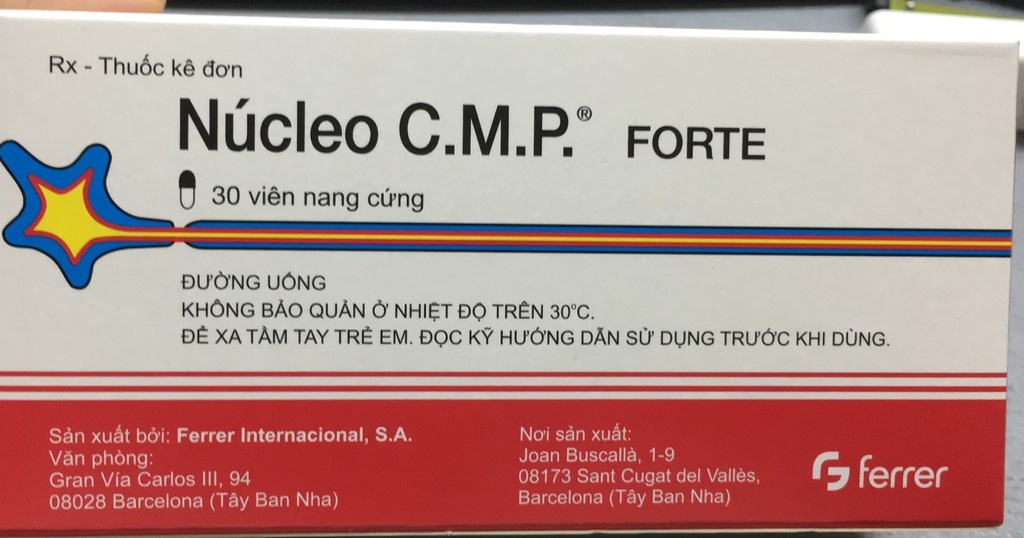 Rx - Thuốc kê đơn
Núcleo C.M.P.® FORTE
30 viên nang cứng
ĐƯỜNG UỐNG
KHÔNG BẢO QUẢN Ở NHIỆT ĐỘ TRÊN 30°C.
ĐỂ XA TẦM TAY TRẺ EM. ĐỌC KỸ HƯỚNG DẪN SỬ DỤNG TRƯỚC KHI DÙNG.
Sản xuất bởi: Ferrer Internacional, S.A.
Văn phòng:
Gran Vía Carlos III, 94
08028 Barcelona (Tây Ban Nha)
Nơi sản xuất:
Joan Buscallà, 1-9
08173 Sant Cugat del Vallès,
Barcelona (Tây Ban Nha)
ferrer